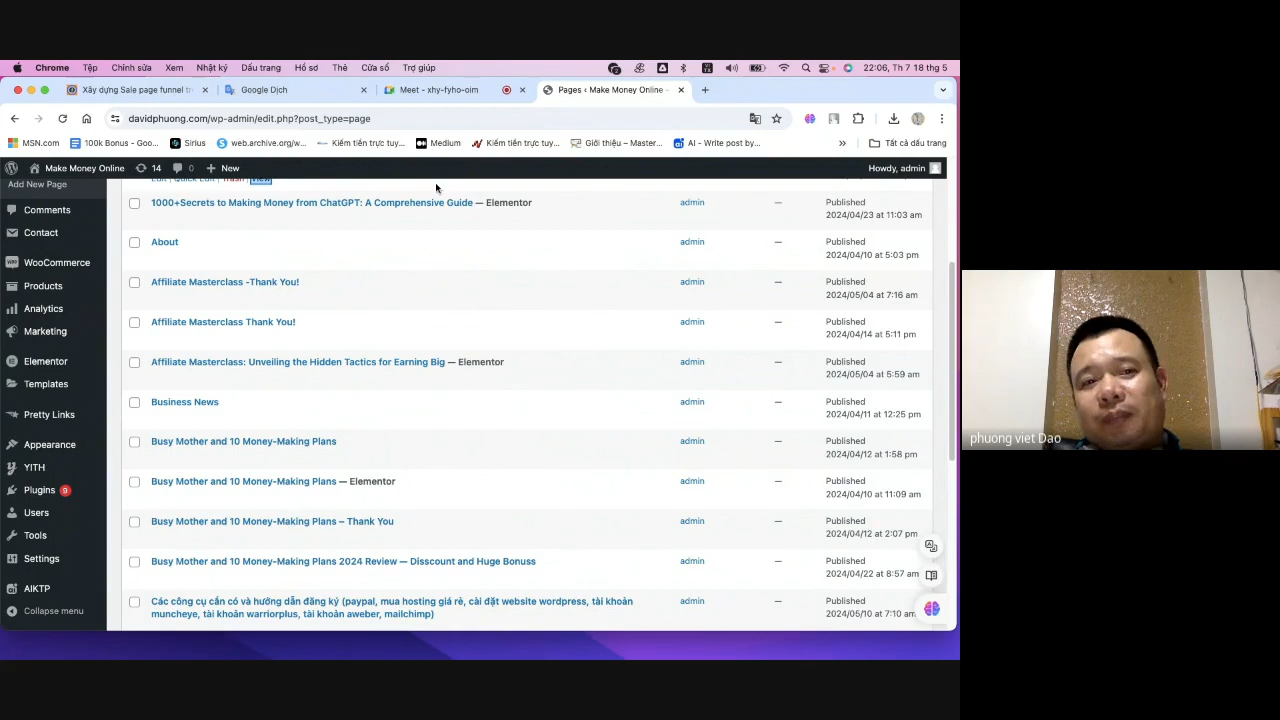 Chrome Tệp Chỉnh sửa Xem Nhật ký Dấu trang Hồ sơ Thẻ Cửa sổ Trợ giúp 22:06, Th 7 18 thg 5
Xây dựng Sale page funnel tr Google Dịch Meet - xhy-fyho-oim Pages ‹ Make Money Online -
davidphuong.com/wp-admin/edit.php?post_type=page
MSN.com 100k Bonus - Goo... Sirius web.archive.org/w... Kiếm tiền trực tuy... Medium Kiếm tiền trực tuy... Giới thiệu – Master... AI - Write post by... » Tất cả dấu trang
Make Money Online 14 0 New Howdy, admin
Add New Page
Comments
Contact
WooCommerce
Products
Analytics
Marketing
Elementor
Templates
Pretty Links
Appearance
YITH
Plugins 9
Users
Tools
Settings
AIKTP
Collapse menu
Edit | Quick Edit | Trash | View
1000+Secrets to Making Money from ChatGPT: A Comprehensive Guide — Elementor admin — Published
2024/04/23 at 11:03 am
About admin — Published
2024/04/10 at 5:03 pm
Affiliate Masterclass -Thank You! admin — Published
2024/05/04 at 7:16 am
Affiliate Masterclass Thank You! admin — Published
2024/04/14 at 5:11 pm
Affiliate Masterclass: Unveiling the Hidden Tactics for Earning Big — Elementor admin — Published
2024/05/04 at 5:59 am
Business News admin — Published
2024/04/11 at 12:25 pm
Busy Mother and 10 Money-Making Plans admin — Published
2024/04/12 at 1:58 pm
Busy Mother and 10 Money-Making Plans — Elementor admin — Published
2024/04/10 at 11:09 am
Busy Mother and 10 Money-Making Plans – Thank You admin — Published
2024/04/12 at 2:07 pm
Busy Mother and 10 Money-Making Plans 2024 Review — Disscount and Huge Bonuss admin — Published
2024/04/22 at 8:57 am
Các công cụ cần có và hướng dẫn đăng ký (paypal, mua hosting giá rẻ, cài đặt website wordpress, tài khoản admin — Published
muncheye, tài khoản warriorplus, tài khoản aweber, mailchimp) 2024/05/10 at 7:10 am
phuong viet Dao